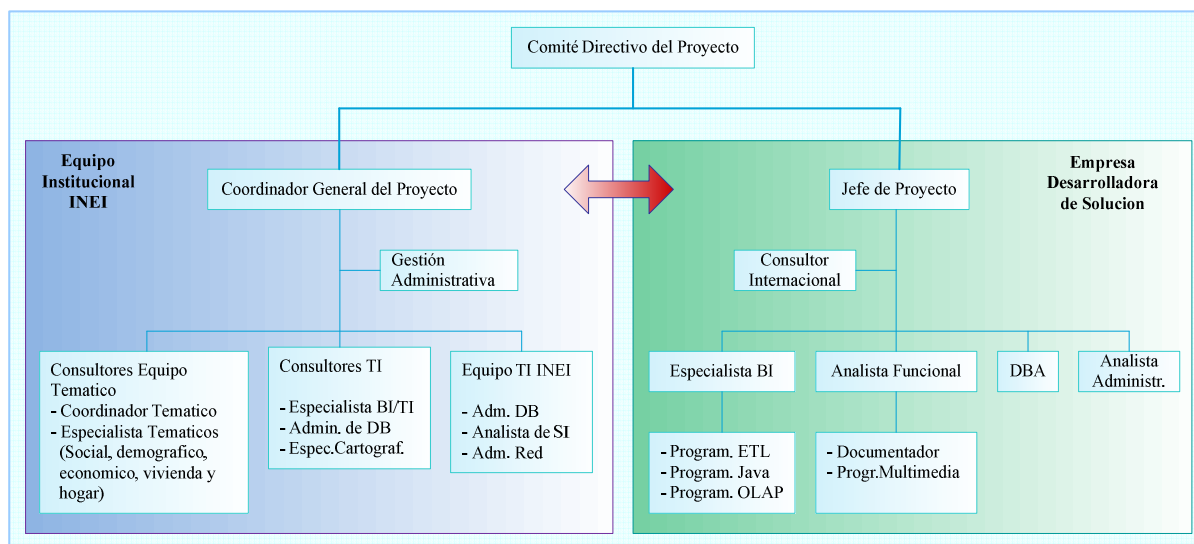 Comité Directivo del Proyecto
Equipo
Institucional
INEI
Coordinador General del Proyecto
Gestión
Administrativa
Consultores Equipo
Tematico
- Coordinador Tematico
- Especialista Tematicos
(Social, demografico,
economico, vivienda y
hogar)
Consultores TI
- Especialista BI/TI
- Admin. de DB
- Espec.Cartograf.
Equipo TI INEI
- Adm. DB
- Analista de SI
- Adm. Red
Empresa
Desarrolladora
de Solucion
Jefe de Proyecto
Consultor
Internacional
Especialista BI
- Program. ETL
- Program. Java
- Program. OLAP
Analista Funcional
- Documentador
- Progr.Multimedia
DBA
Analista
Administr.